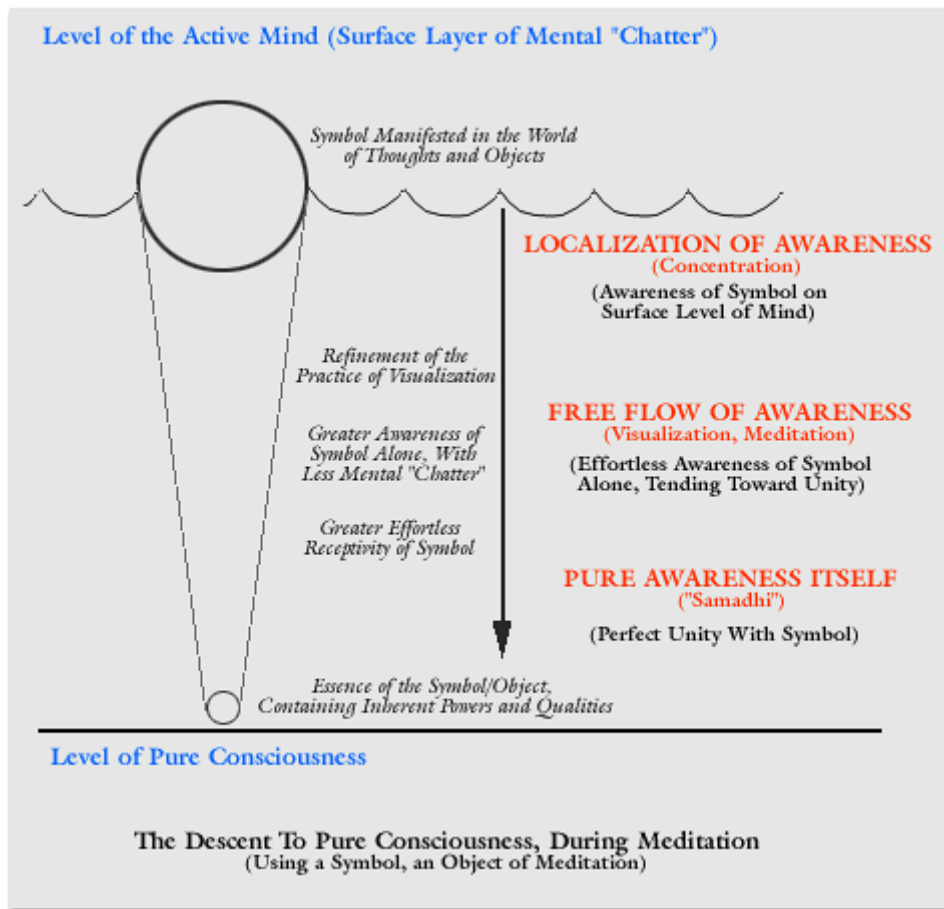 Level of the Active Mind (Surface Layer of Mental "Chatter")
Symbol Manifested in the World
of Thoughts and Objects
LOCALIZATION OF AWARENESS
(Concentration)
(Awareness of Symbol on
Surface Level of Mind)
Refinement of the
Practice of Visualization
FREE FLOW OF AWARENESS
(Visualization, Meditation)
(Effortless Awareness of Symbol
Alone, Tending Toward Unity)
Greater Awareness of
Symbol Alone, With
Less Mental "Chatter"
Greater Effortless
Receptivity of Symbol
PURE AWARENESS ITSELF
("Samadhi")
(Perfect Unity With Symbol)
Essence of the Symbol/Object,
Containing Inherent Powers and Qualities
Level of Pure Consciousness
The Descent To Pure Consciousness, During Meditation
(Using a Symbol, an Object of Meditation)